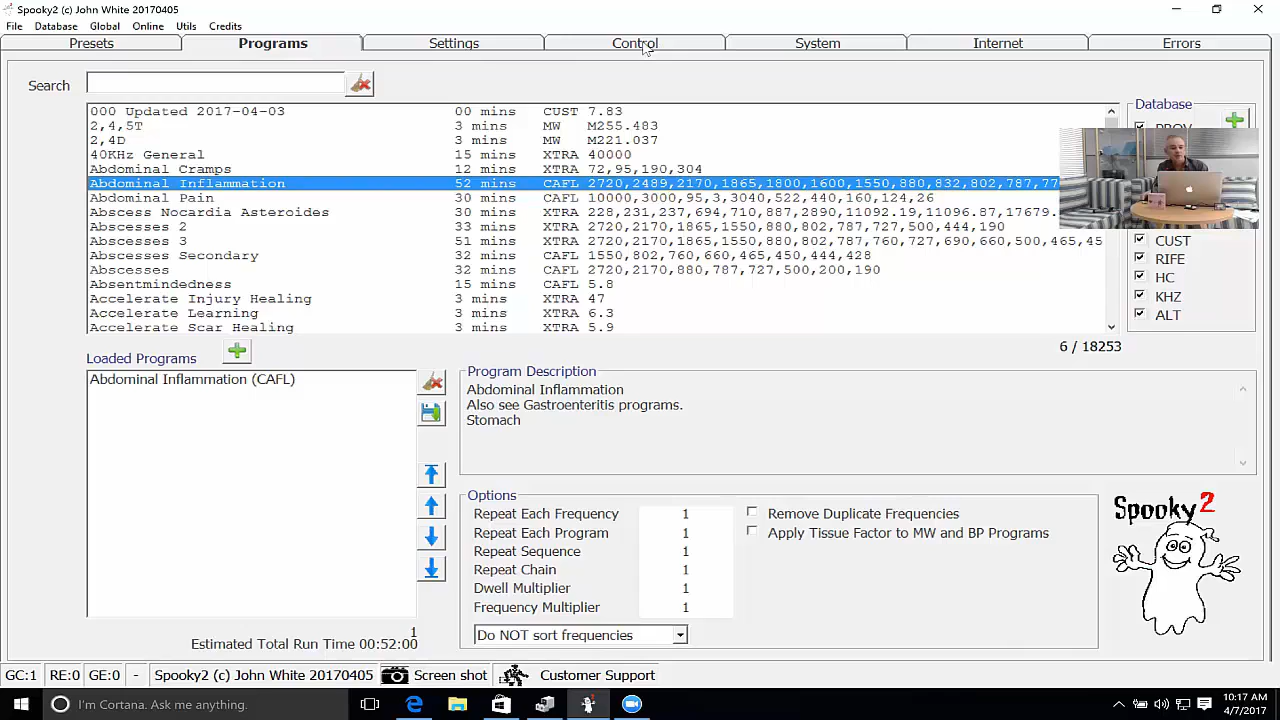 Spooky2 (c) John White 20170405
File Database Global Online Utils Credits
Presets Programs Settings Control System Internet Errors
Search
000 Updated 2017-04-03 00 mins CUST 7.83
2,4,5T 3 mins MW M255.483
2,4D 3 mins MW M221.037
40KHz General 15 mins XTRA 40000
Abdominal Cramps 12 mins XTRA 72,95,190,304
Abdominal Inflammation 52 mins CAFL 2720,2489,2170,1865,1800,1600,1550,880,832,802,787,77
Abdominal Pain 30 mins CAFL 10000,3000,95,3,3040,522,440,160,124,26
Abscess Nocardia Asteroides 30 mins XTRA 228,231,237,694,710,887,2890,11092.19,11096.87,17679.
Abscesses 2 33 mins XTRA 2720,2170,1865,1550,880,802,787,727,500,444,190
Abscesses 3 51 mins XTRA 2720,2170,1865,1550,880,802,787,760,727,690,660,500,465,45
Abscesses Secondary 32 mins CAFL 1550,802,760,660,465,450,444,428
Abscesses 32 mins CAFL 2720,2170,880,787,727,500,200,190
Absentmindedness 15 mins CAFL 5.8
Accelerate Injury Healing 3 mins XTRA 47
Accelerate Learning 3 mins XTRA 6.3
Accelerate Scar Healing 3 mins XTRA 5.9
Database
CUST
RIFE
HC
KHZ
ALT
6 / 18253
Loaded Programs
Abdominal Inflammation (CAFL)
1
Estimated Total Run Time 00:52:00
Program Description
Abdominal Inflammation
Also see Gastroenteritis programs.
Stomach
Options
Repeat Each Frequency 1
Repeat Each Program 1
Repeat Sequence 1
Repeat Chain 1
Dwell Multiplier 1
Frequency Multiplier 1
Do NOT sort frequencies
Remove Duplicate Frequencies
Apply Tissue Factor to MW and BP Programs
Spooky2
GC:1 RE:0 GE:0 - Spooky2 (c) John White 20170405 Screen shot Customer Support
I'm Cortana. Ask me anything.
10:17 AM
4/7/2017